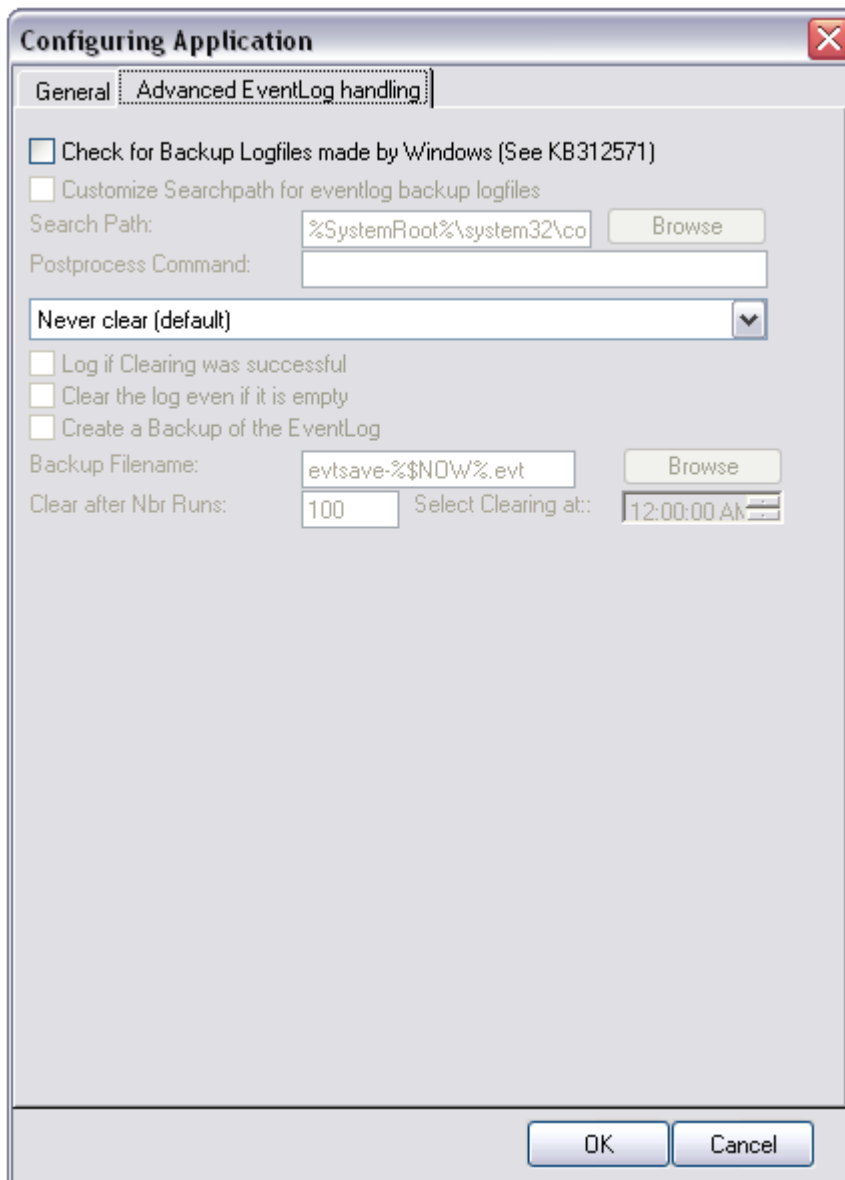 Configuring Application
General Advanced EventLog handling
Check for Backup Logfiles made by Windows (See KB312571)
Customize Searchpath for eventlog backup logfiles
Search Path: %SystemRoot%\system32\co Browse
Postprocess Command:
Never clear (default)
Log if Clearing was successful
Clear the log even if it is empty
Create a Backup of the EventLog
Backup Filename: evtsave-%$NOW%.evt Browse
Clear after Nbr Runs: 100 Select Clearing at:: 12:00:00 AM
OK Cancel